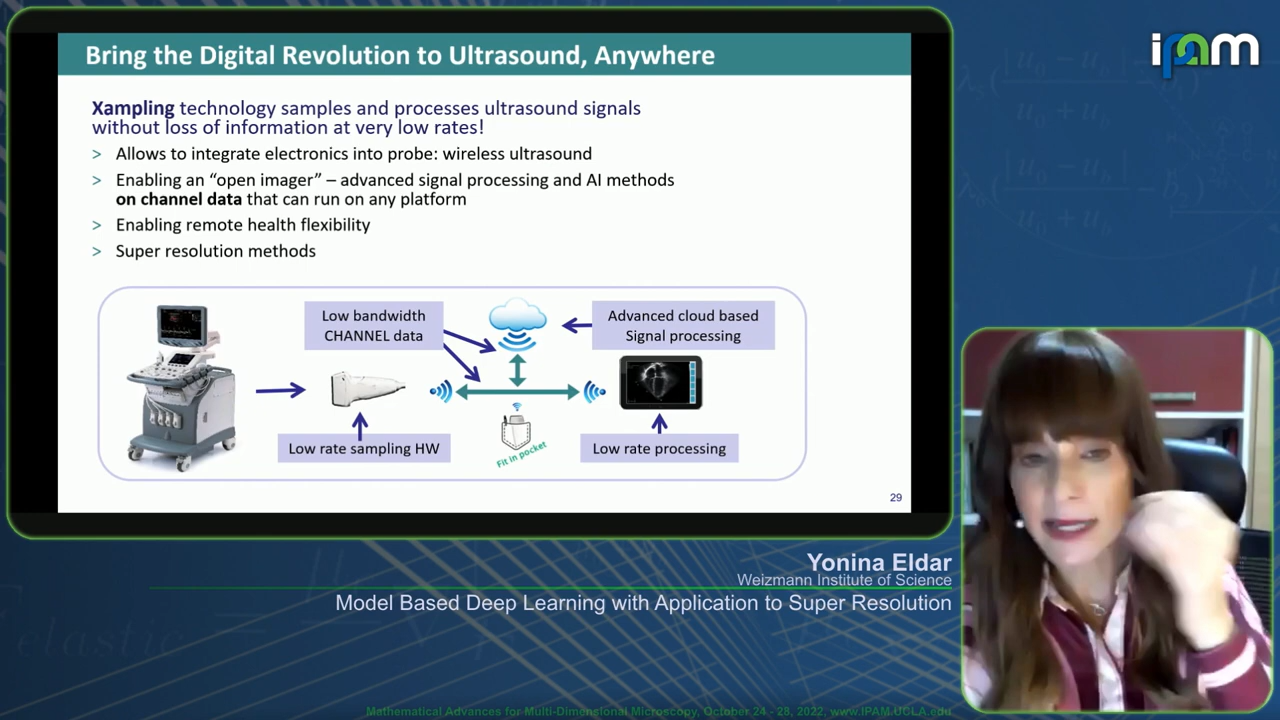 Bring the Digital Revolution to Ultrasound, Anywhere
ipam
Xampling technology samples and processes ultrasound signals
without loss of information at very low rates!
> Allows to integrate electronics into probe: wireless ultrasound
> Enabling an “open imager” – advanced signal processing and AI methods
on channel data that can run on any platform
> Enabling remote health flexibility
> Super resolution methods
Low bandwidth
CHANNEL data
Advanced cloud based
Signal processing
Low rate sampling HW
Fit in pocket
Low rate processing
29
Yonina Eldar
Weizmann Institute of Science
Model Based Deep Learning with Application to Super Resolution
elastic
Mathematical Advances for Multi-Dimensional Microscopy, October 24 - 28, 2022, www.IPAM.UCLA.edu